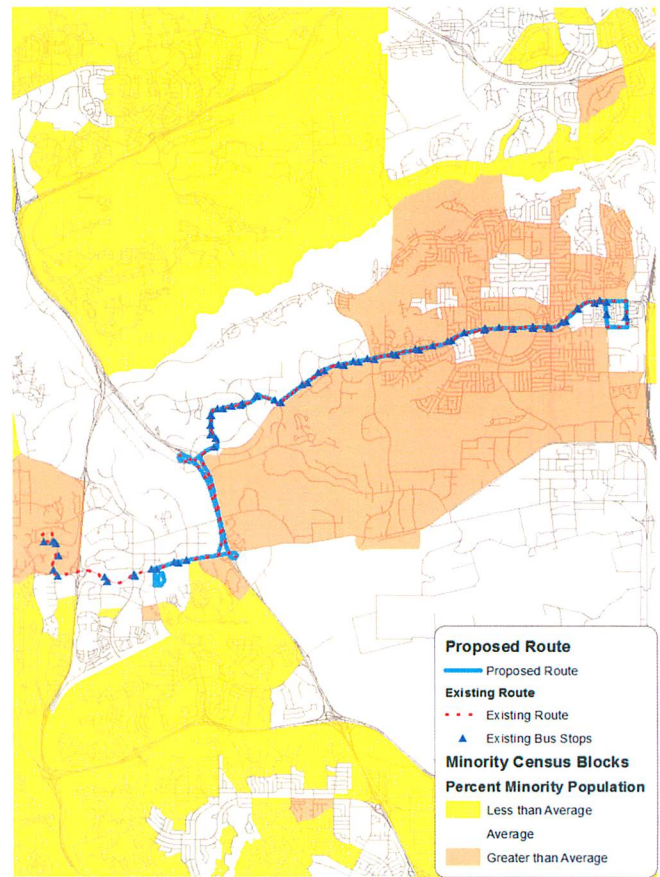 Proposed Route
Proposed Route
Existing Route
Existing Route
Existing Bus Stops
Minority Census Blocks
Percent Minority Population
Less than Average
Average
Greater than Average